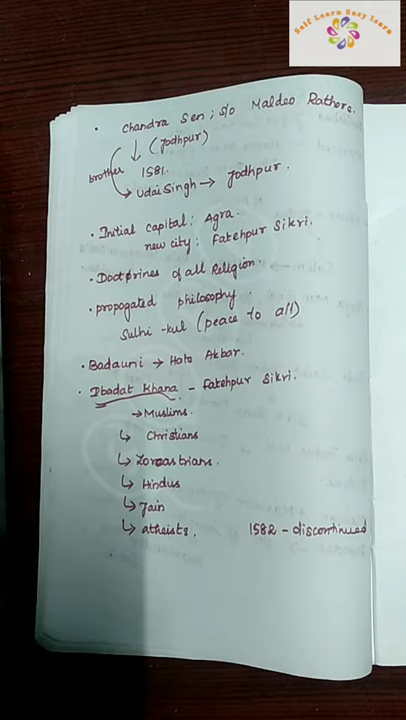 Self Learn Easy Learn
• Chandra Sen ; s/o Maldeo Rathore.
↓ (Jodhpur)
brother 1581.
Udai Singh → Jodhpur.
• Initial capital: Agra.
new city: Fatehpur Sikri.
• Doctprines of all Religion.
• propogated philosophy.
Sulhi-kul (peace to all)
• Badauni → Hate Akbar.
• Ibadat Khana - Fatehpur Sikri.
→ Muslims.
↳ Christians
↳ Zoroastrians.
↳ Hindus
↳ Jain
↳ atheists. 1582 - discontinued